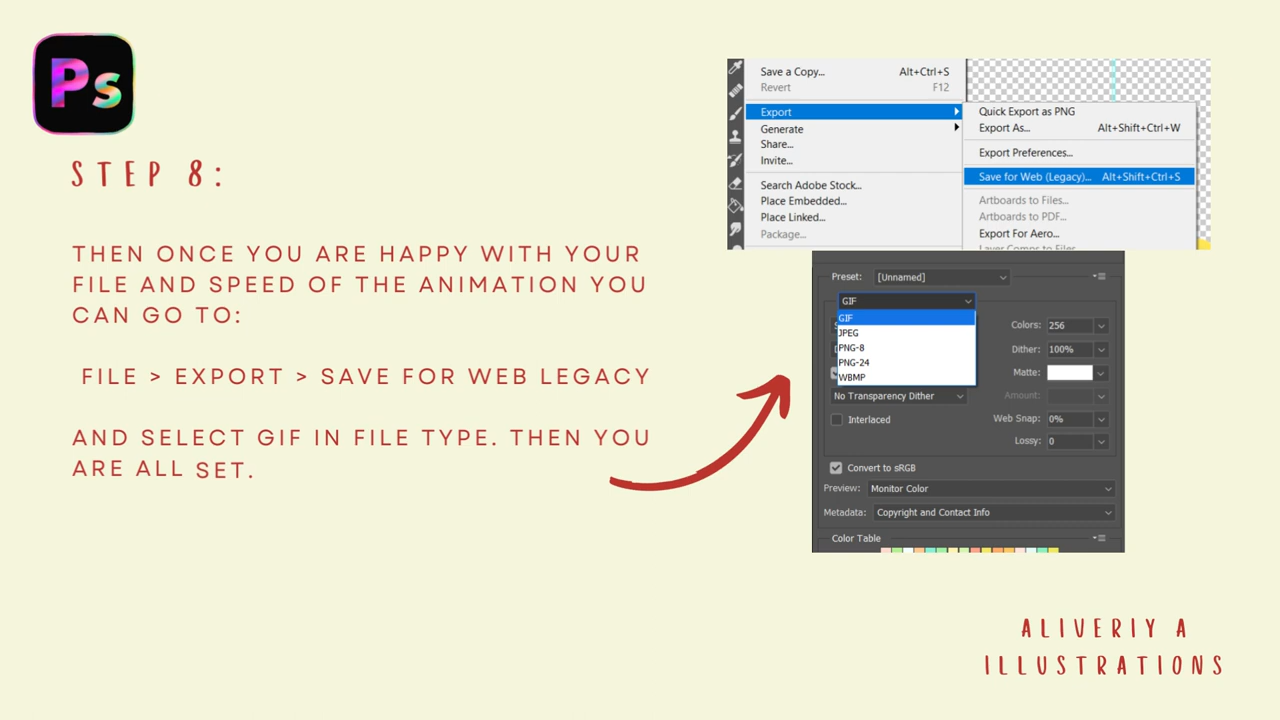 Ps
STEP 8:
THEN ONCE YOU ARE HAPPY WITH YOUR
FILE AND SPEED OF THE ANIMATION YOU
CAN GO TO:
FILE > EXPORT > SAVE FOR WEB LEGACY
AND SELECT GIF IN FILE TYPE. THEN YOU
ARE ALL SET.
Save a Copy... Alt+Ctrl+S
Revert F12
Export
Generate
Share...
Invite...
Search Adobe Stock...
Place Embedded...
Place Linked...
Package...
Quick Export as PNG
Export As... Alt+Shift+Ctrl+W
Export Preferences...
Save for Web (Legacy)... Alt+Shift+Ctrl+S
Artboards to Files...
Artboards to PDF...
Export For Aero...
Layer Comps to Files
Preset: [Unnamed]
GIF
GIF
JPEG
PNG-8
PNG-24
WBMP
Colors: 256
Dither: 100%
Matte:
No Transparency Dither Amount:
Interlaced Web Snap: 0%
Lossy: 0
Convert to sRGB
Preview: Monitor Color
Metadata: Copyright and Contact Info
Color Table
ALIVERIY A
ILLUSTRATIONS